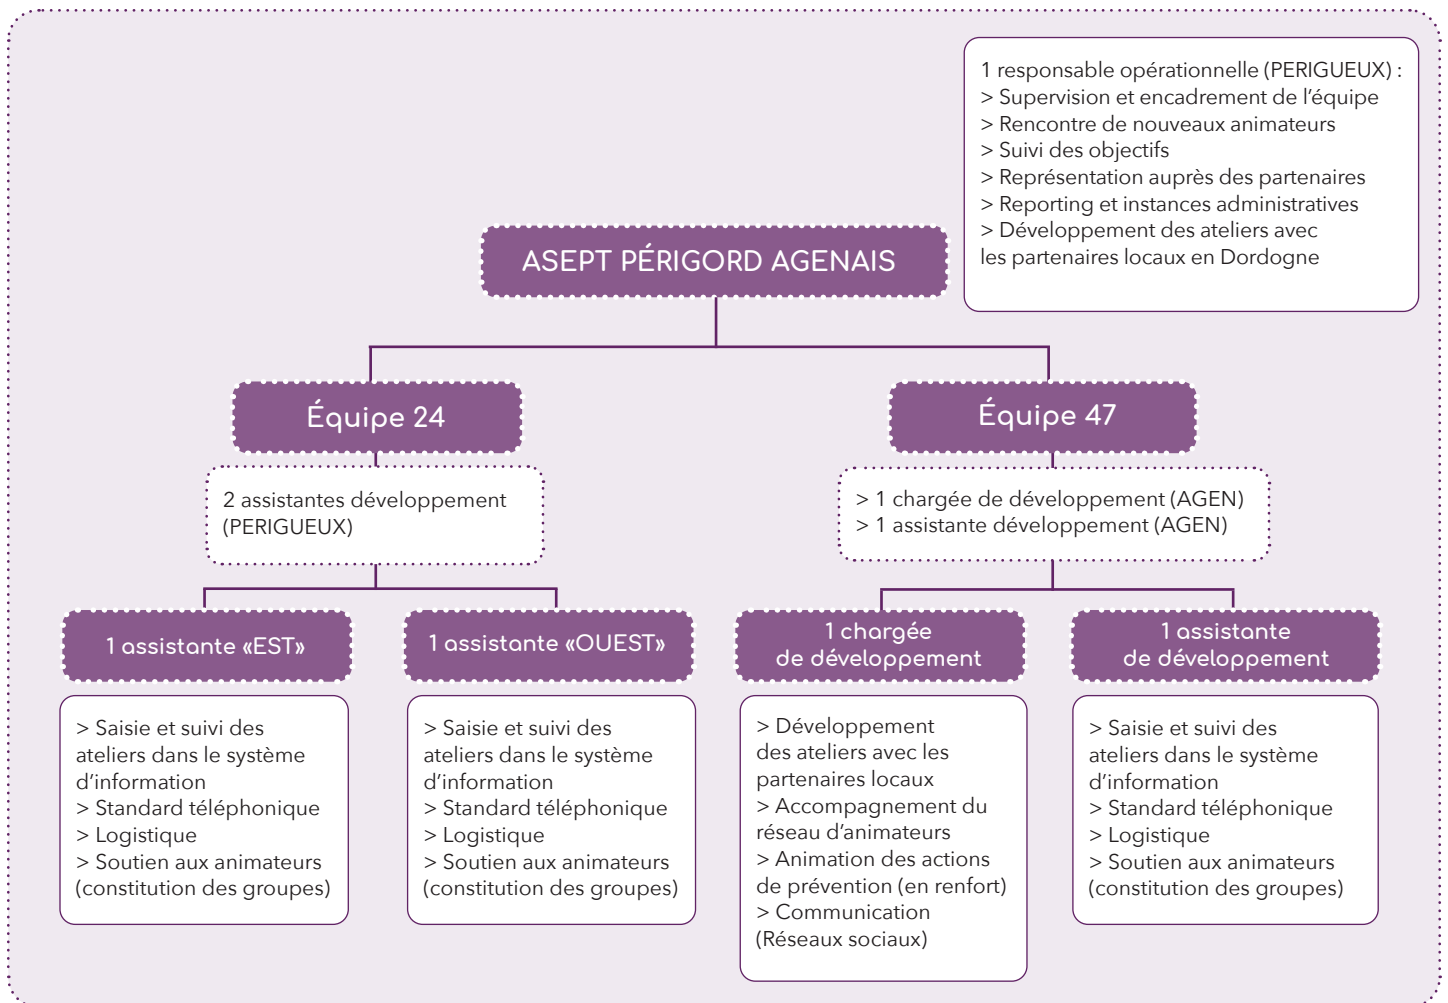 1 responsable opérationnelle (PERIGUEUX) :
> Supervision et encadrement de l'équipe
> Rencontre de nouveaux animateurs
> Suivi des objectifs
> Représentation auprès des partenaires
> Reporting et instances administratives
> Développement des ateliers avec
les partenaires locaux en Dordogne
ASEPT PÉRIGORD AGENAIS
Équipe 24
Équipe 47
2 assistantes développement
(PERIGUEUX)
> 1 chargée de développement (AGEN)
> 1 assistante développement (AGEN)
1 assistante «EST»
1 assistante «OUEST»
1 chargée
de développement
1 assistante
de développement
> Saisie et suivi des
ateliers dans le système
d'information
> Standard téléphonique
> Logistique
> Soutien aux animateurs
(constitution des groupes)
> Saisie et suivi des
ateliers dans le système
d'information
> Standard téléphonique
> Logistique
> Soutien aux animateurs
(constitution des groupes)
> Développement
des ateliers avec les
partenaires locaux
> Accompagnement du
réseau d'animateurs
> Animation des actions
de prévention (en renfort)
> Communication
(Réseaux sociaux)
> Saisie et suivi des
ateliers dans le système
d'information
> Standard téléphonique
> Logistique
> Soutien aux animateurs
(constitution des groupes)